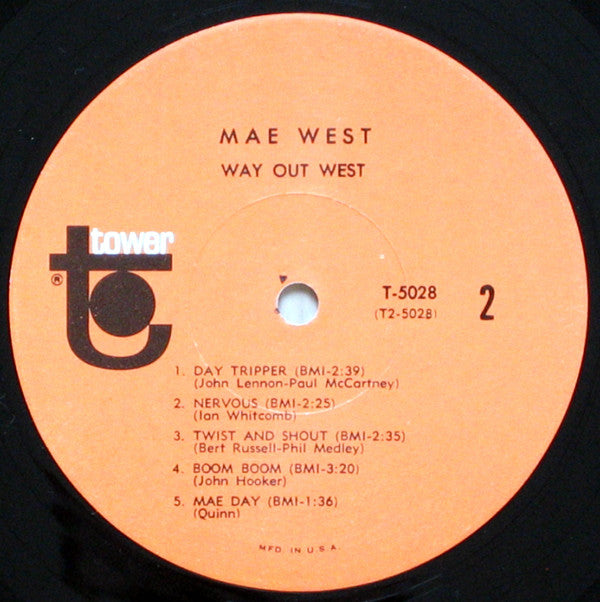 MAE WEST
WAY OUT WEST
tower
®
T-5028
(T2-5028)
2
1. DAY TRIPPER (BMI-2:39)
(John Lennon-Paul McCartney)
2. NERVOUS (BMI-2:25)
(Ian Whitcomb)
3. TWIST AND SHOUT (BMI-2:35)
(Bert Russell-Phil Medley)
4. BOOM BOOM (BMI-3:20)
(John Hooker)
5. MAE DAY (BMI-1:36)
(Quinn)
MFD. IN U.S.A.